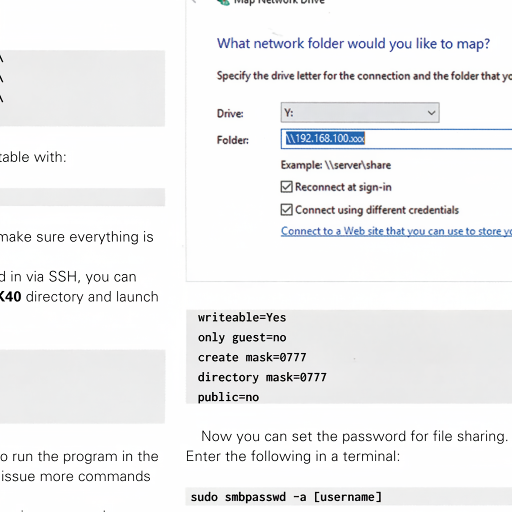 \
\
\
table with:
make sure everything is
d in via SSH, you can
K40 directory and launch
o run the program in the
issue more commands
Map Network Drive
What network folder would you like to map?
Specify the drive letter for the connection and the folder that yo
Drive:
Y:
Folder:
\\192.168.100.xxx
Example: \\server\share
Reconnect at sign-in
Connect using different credentials
Connect to a Web site that you can use to store yo
writeable=Yes
only guest=no
create mask=0777
directory mask=0777
public=no
Now you can set the password for file sharing.
Enter the following in a terminal:
sudo smbpasswd -a [username]